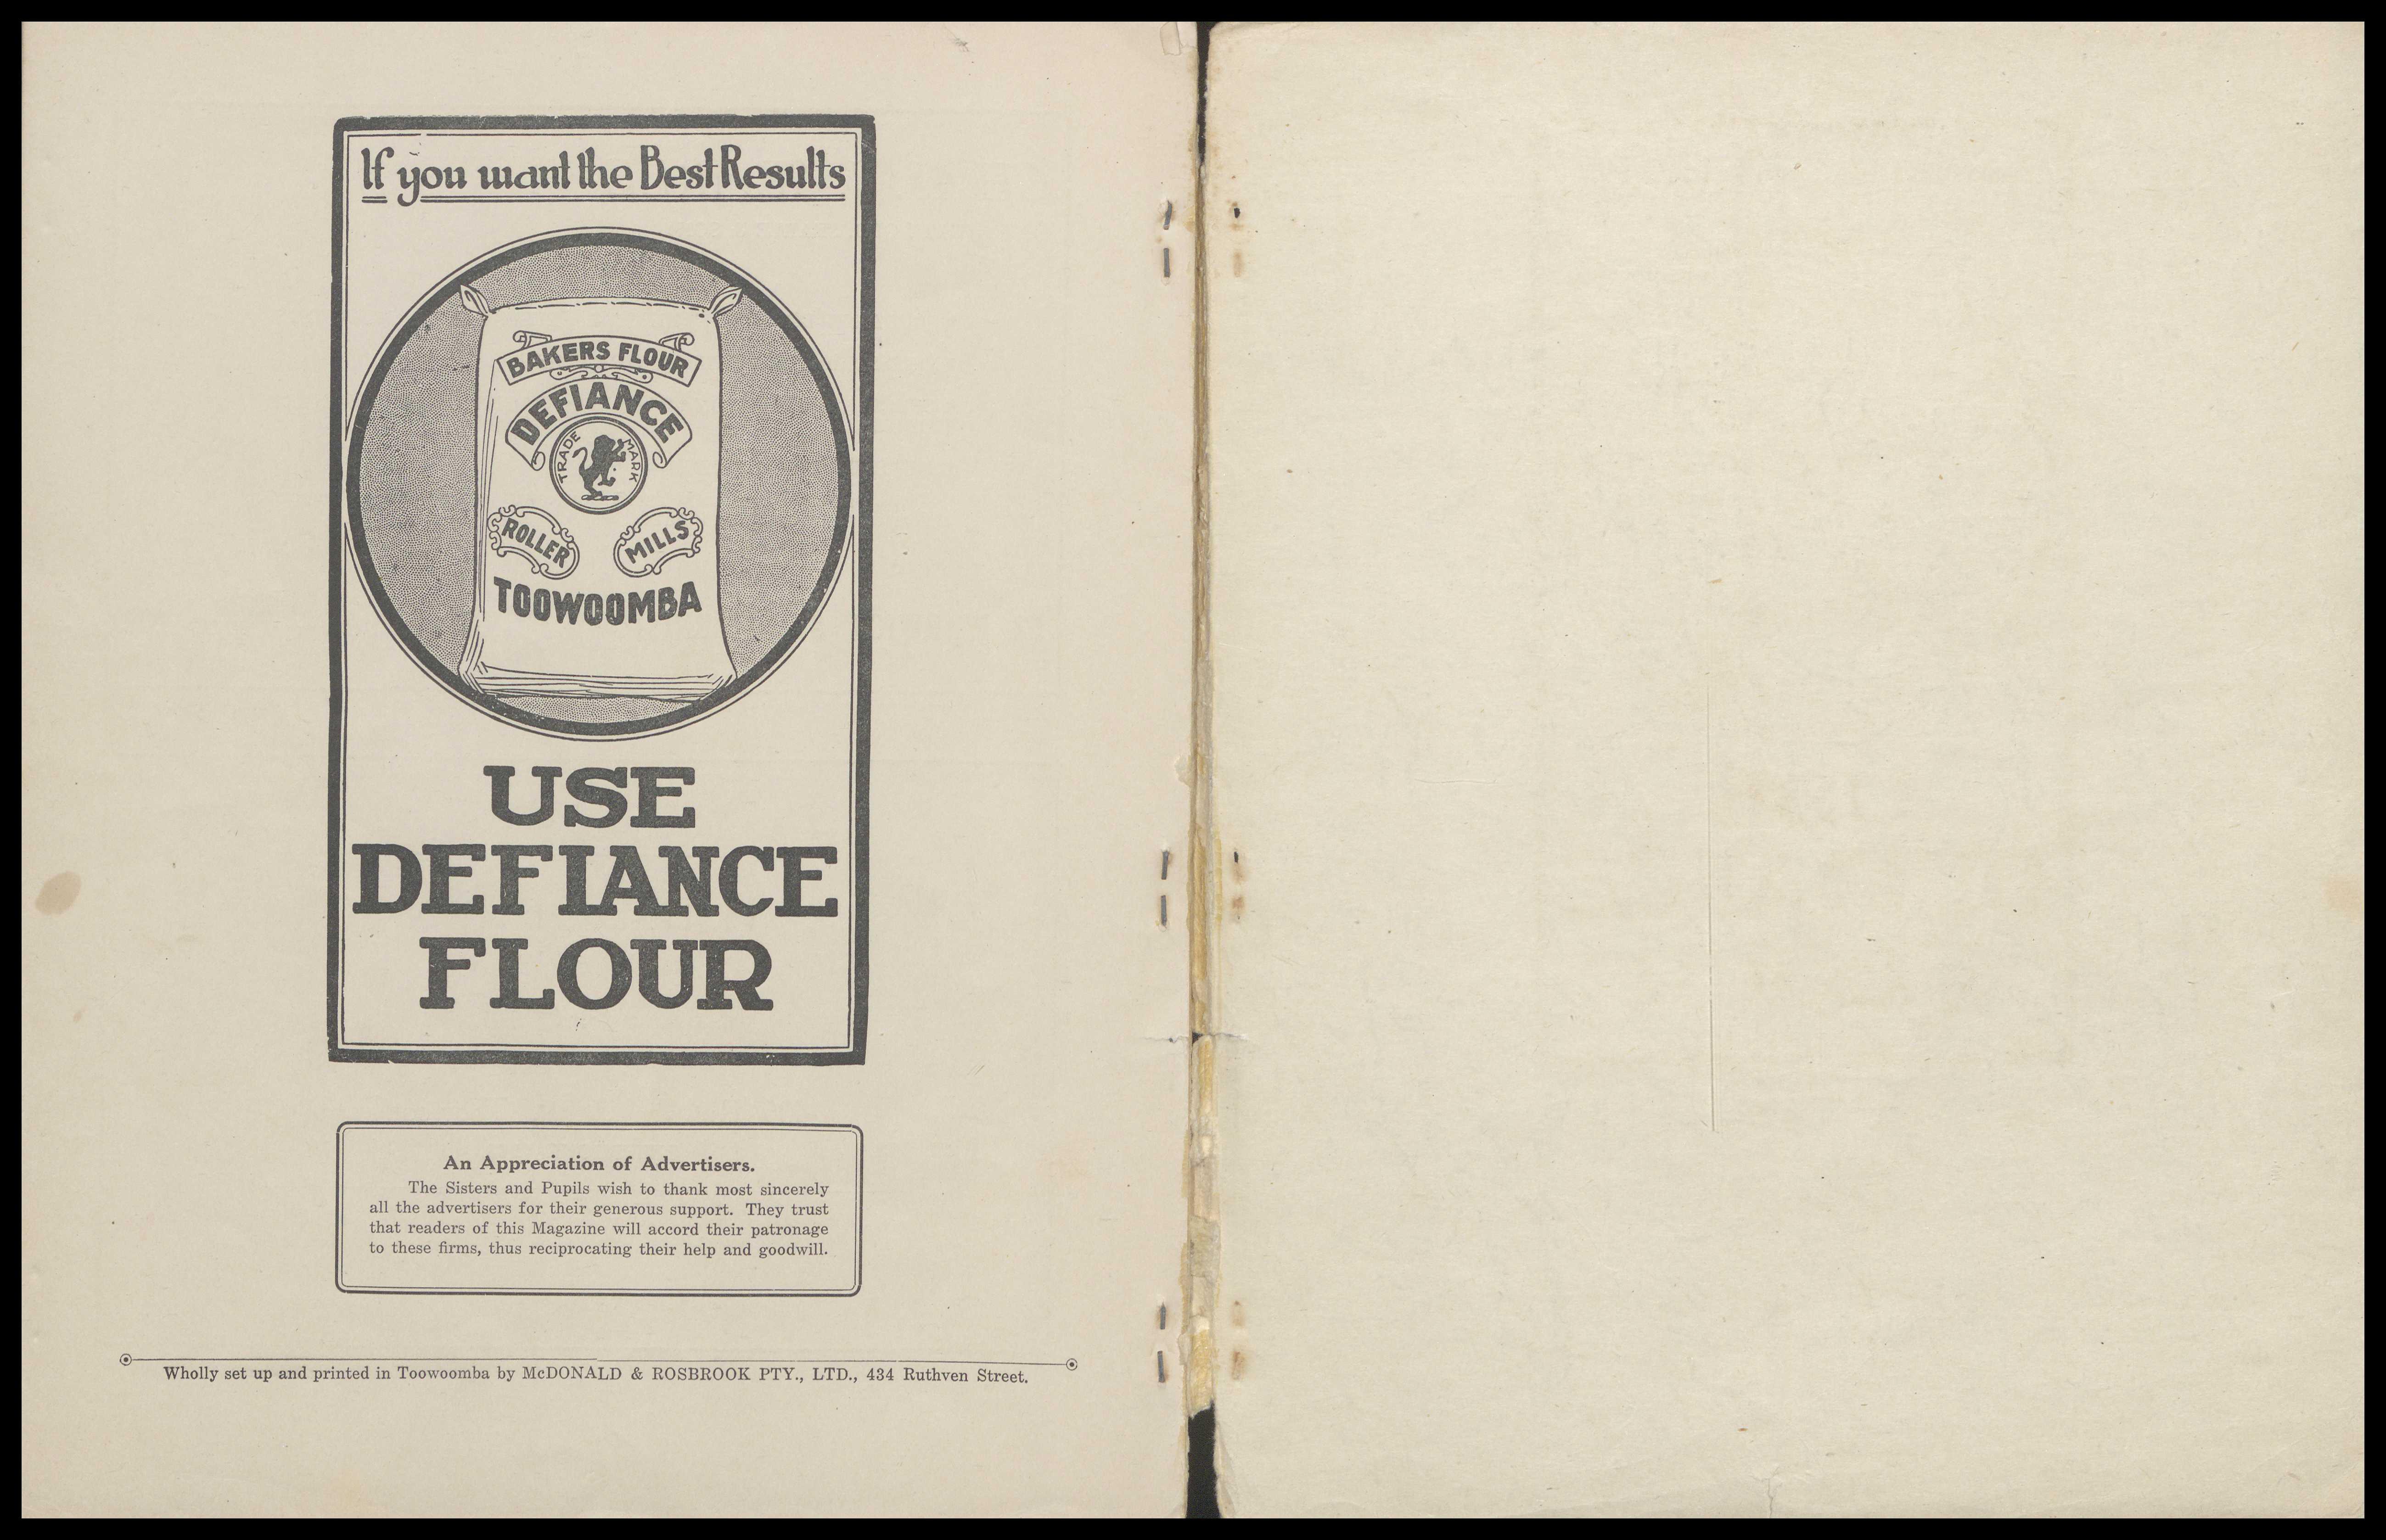 If you want the Best Results
BAKERS FLOUR
DEFIANCE
TRADE MARK
ROLLER MILLS
TOOWOOMBA
USE
DEFIANCE
FLOUR
An Appreciation of Advertisers.
The Sisters and Pupils wish to thank most sincerely
all the advertisers for their generous support. They trust
that readers of this Magazine will accord their patronage
to these firms, thus reciprocating their help and goodwill.
Wholly set up and printed in Toowoomba by McDONALD & ROSBROOK PTY., LTD., 434 Ruthven Street.